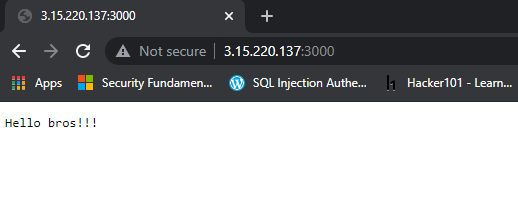 3.15.220.137:3000
Not secure 3.15.220.137:3000
Apps Security Fundamen... SQL Injection Authe... Hacker101 - Learn...
Hello bros!!!